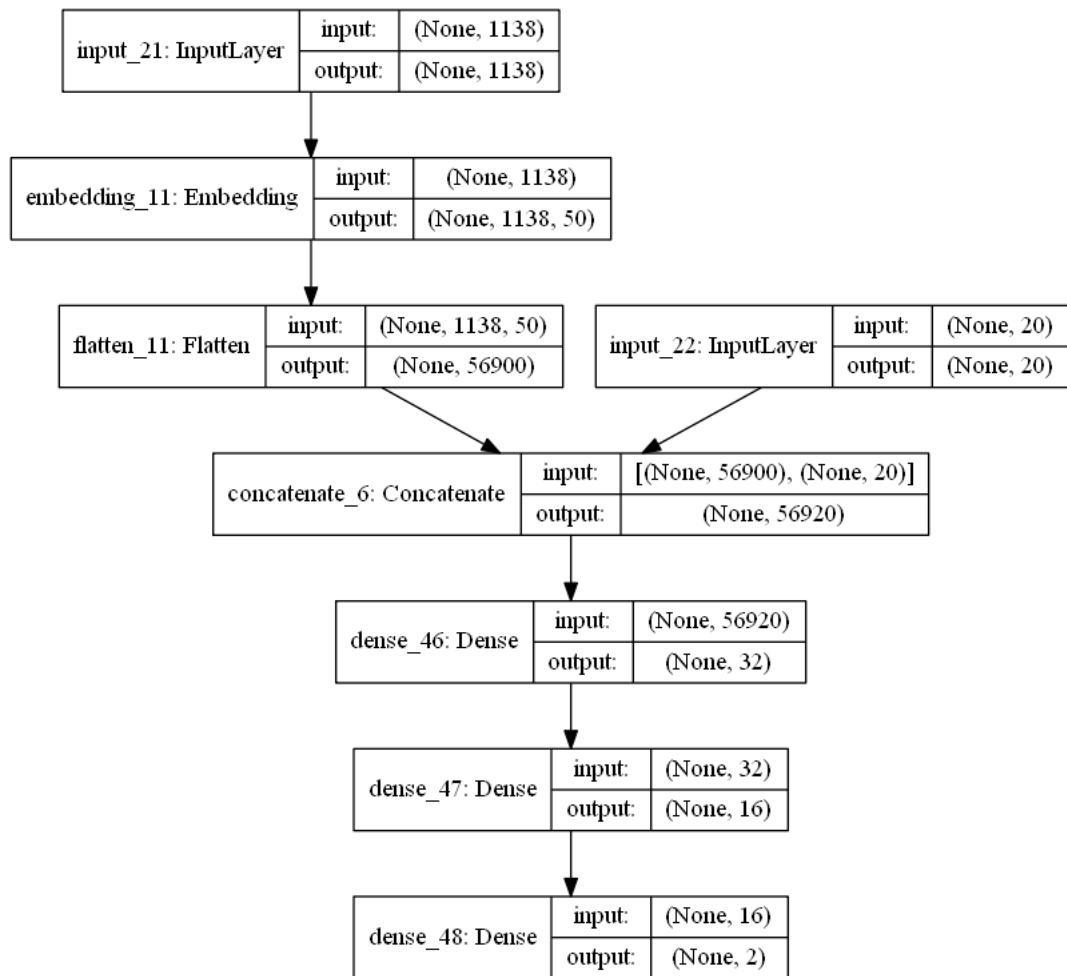 input_21: InputLayer
input: (None, 1138)
output: (None, 1138)
embedding_11: Embedding
input: (None, 1138)
output: (None, 1138, 50)
flatten_11: Flatten
input: (None, 1138, 50)
output: (None, 56900)
input_22: InputLayer
input: (None, 20)
output: (None, 20)
concatenate_6: Concatenate
input: [(None, 56900), (None, 20)]
output: (None, 56920)
dense_46: Dense
input: (None, 56920)
output: (None, 32)
dense_47: Dense
input: (None, 32)
output: (None, 16)
dense_48: Dense
input: (None, 16)
output: (None, 2)